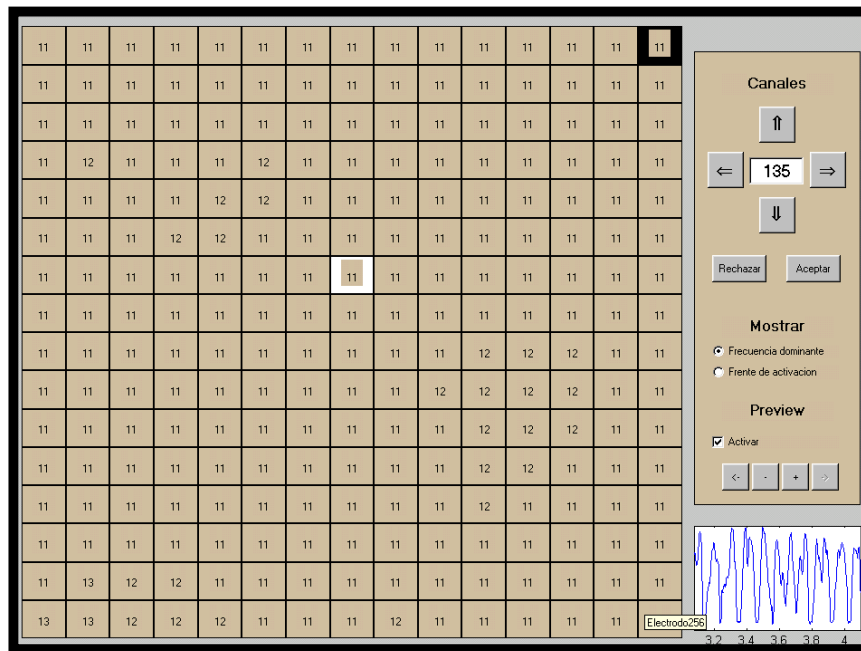 11 11 11 11 11 11 11 11 11 11 11 11 11 11 11
11 11 11 11 11 11 11 11 11 11 11 11 11 11 11
11 11 11 11 11 11 11 11 11 11 11 11 11 11 11
11 12 11 11 11 12 11 11 11 11 11 11 11 11 11
11 11 11 11 12 12 11 11 11 11 11 11 11 11 11
11 11 11 12 12 11 11 11 11 11 11 11 11 11 11
11 11 11 11 11 11 11 11 11 11 11 11 11 11 11
11 11 11 11 11 11 11 11 11 11 11 11 11 11 11
11 11 11 11 11 11 11 11 11 11 12 12 12 11 11
11 11 11 11 11 11 11 11 11 12 12 12 12 11 11
11 11 11 11 11 11 11 11 11 11 12 12 12 11 11
11 11 11 11 11 11 11 11 11 11 12 12 11 11 11
11 11 11 11 11 11 11 11 11 11 12 11 11 11 11
11 11 11 11 11 11 11 11 11 11 11 11 11 11 11
11 13 12 12 11 11 11 11 11 11 11 11 11 11 11
13 13 12 12 12 11 11 11 12 11 11 11 11 11
Electrodo256
Canales
⇑
⇐ 135 ⇒
⇓
Rechazar Aceptar
Mostrar
Frecuencia dominante
Frente de activacion
Preview
Activar
<- - + ->
3.2 3.4 3.6 3.8 4